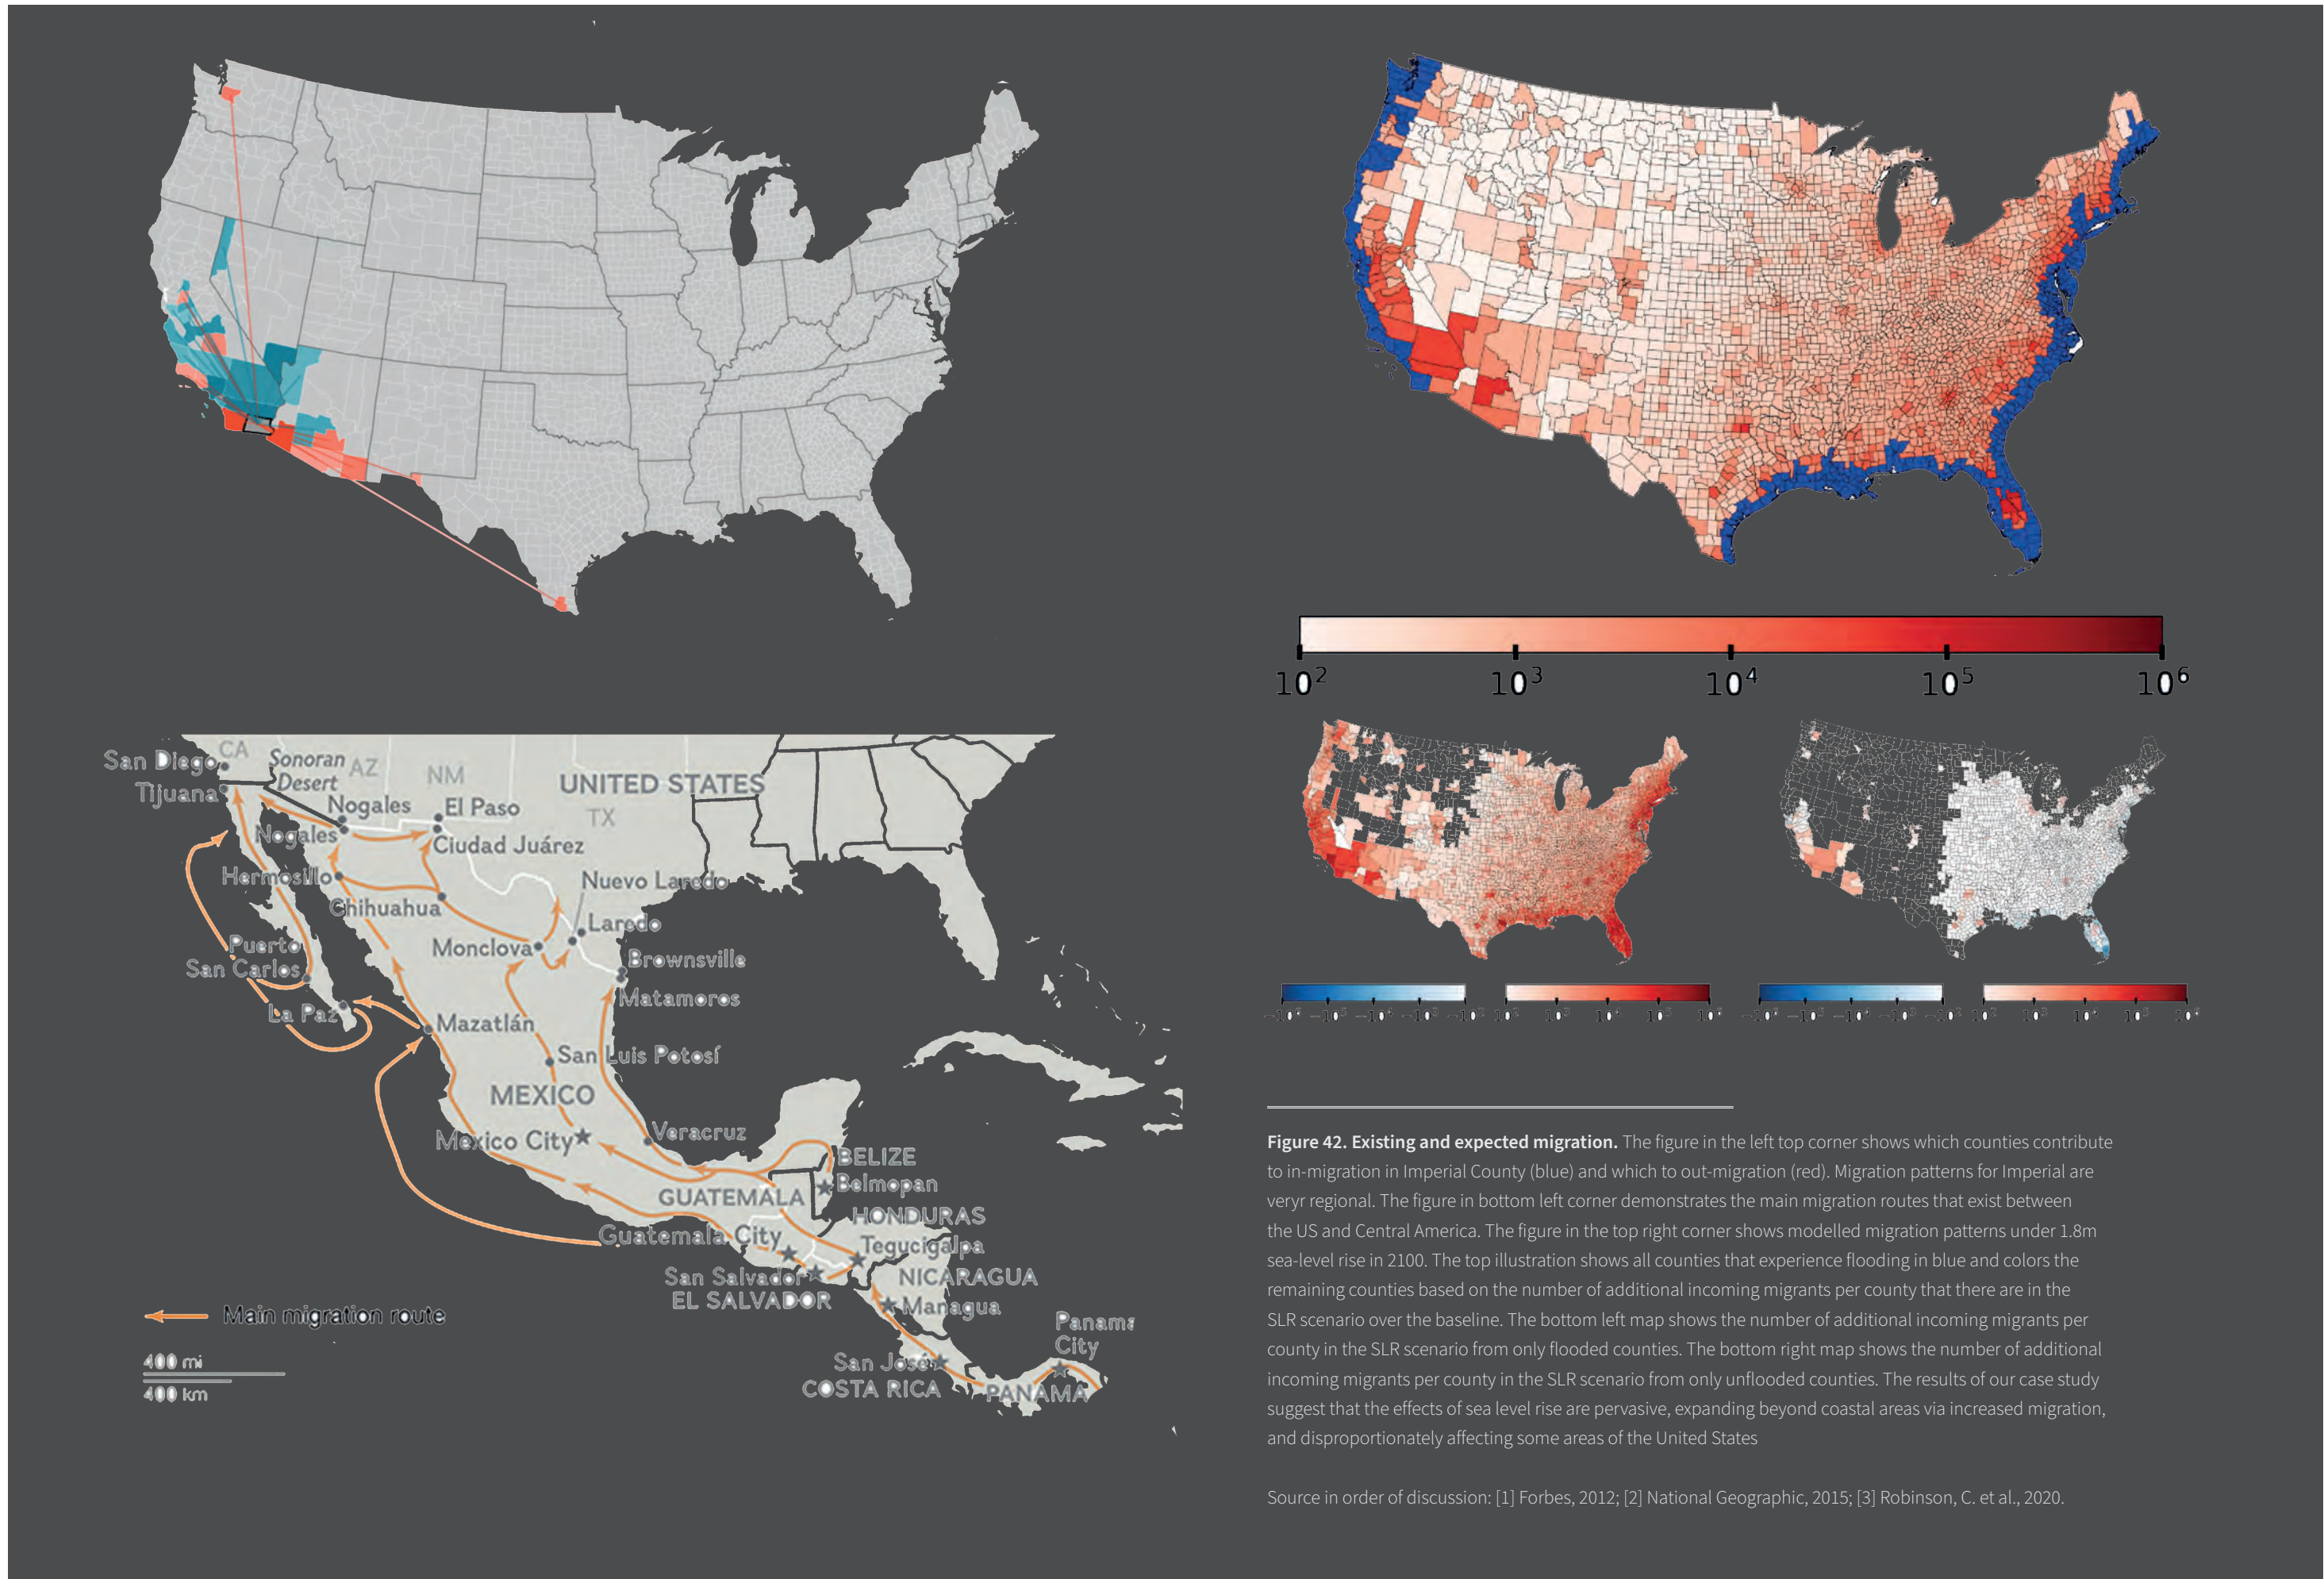 10² 10³ 10⁴ 10⁵ 10⁶
San Diego
CA
Sonoran
Desert
AZ
NM
UNITED STATES
TX
Tijuana
Nogales
El Paso
Nogales
Ciudad Juárez
Hermosillo
Nuevo Laredo
Chihuahua
Laredo
Puerto
San Carlos
Monclova
Brownsville
Matamoros
La Paz
Mazatlán
San Luis Potosí
MEXICO
Mexico City
Veracruz
BELIZE
Belmopan
GUATEMALA
HONDURAS
Guatemala City
Tegucigalpa
San Salvador
EL SALVADOR
NICARAGUA
Managua
Main migration route
Panama
City
San José
COSTA RICA
PANAMA
400 mi
400 km
Figure 42. Existing and expected migration. The figure in the left top corner shows which counties contribute
to in-migration in Imperial County (blue) and which to out-migration (red). Migration patterns for Imperial are
veryr regional. The figure in bottom left corner demonstrates the main migration routes that exist between
the US and Central America. The figure in the top right corner shows modelled migration patterns under 1.8m
sea-level rise in 2100. The top illustration shows all counties that experience flooding in blue and colors the
remaining counties based on the number of additional incoming migrants per county that there are in the
SLR scenario over the baseline. The bottom left map shows the number of additional incoming migrants per
county in the SLR scenario from only flooded counties. The bottom right map shows the number of additional
incoming migrants per county in the SLR scenario from only unflooded counties. The results of our case study
suggest that the effects of sea level rise are pervasive, expanding beyond coastal areas via increased migration,
and disproportionately affecting some areas of the United States
Source in order of discussion: [1] Forbes, 2012; [2] National Geographic, 2015; [3] Robinson, C. et al., 2020.